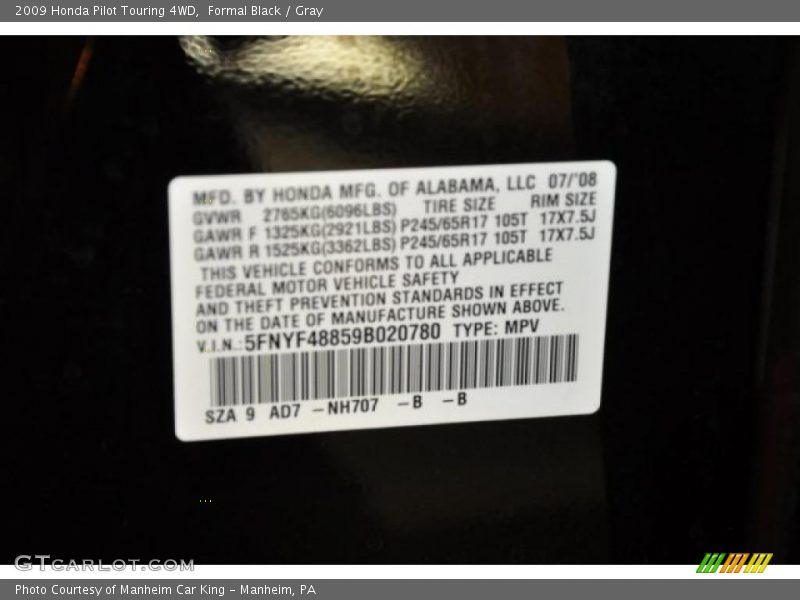 2009 Honda Pilot Touring 4WD, Formal Black / Gray
MFD. BY HONDA MFG. OF ALABAMA, LLC 07/'08
GVWR 2765KG(6096LBS) TIRE SIZE RIM SIZE
GAWR F 1325KG(2921LBS) P245/65R17 105T 17X7.5J
GAWR R 1525KG(3362LBS) P245/65R17 105T 17X7.5J
THIS VEHICLE CONFORMS TO ALL APPLICABLE
FEDERAL MOTOR VEHICLE SAFETY
AND THEFT PREVENTION STANDARDS IN EFFECT
ON THE DATE OF MANUFACTURE SHOWN ABOVE.
V.I.N.: 5FNYF48859B020780 TYPE: MPV
SZA 9 AD7 -NH707 -B -B
GTcarlot.com
Photo Courtesy of Manheim Car King - Manheim, PA